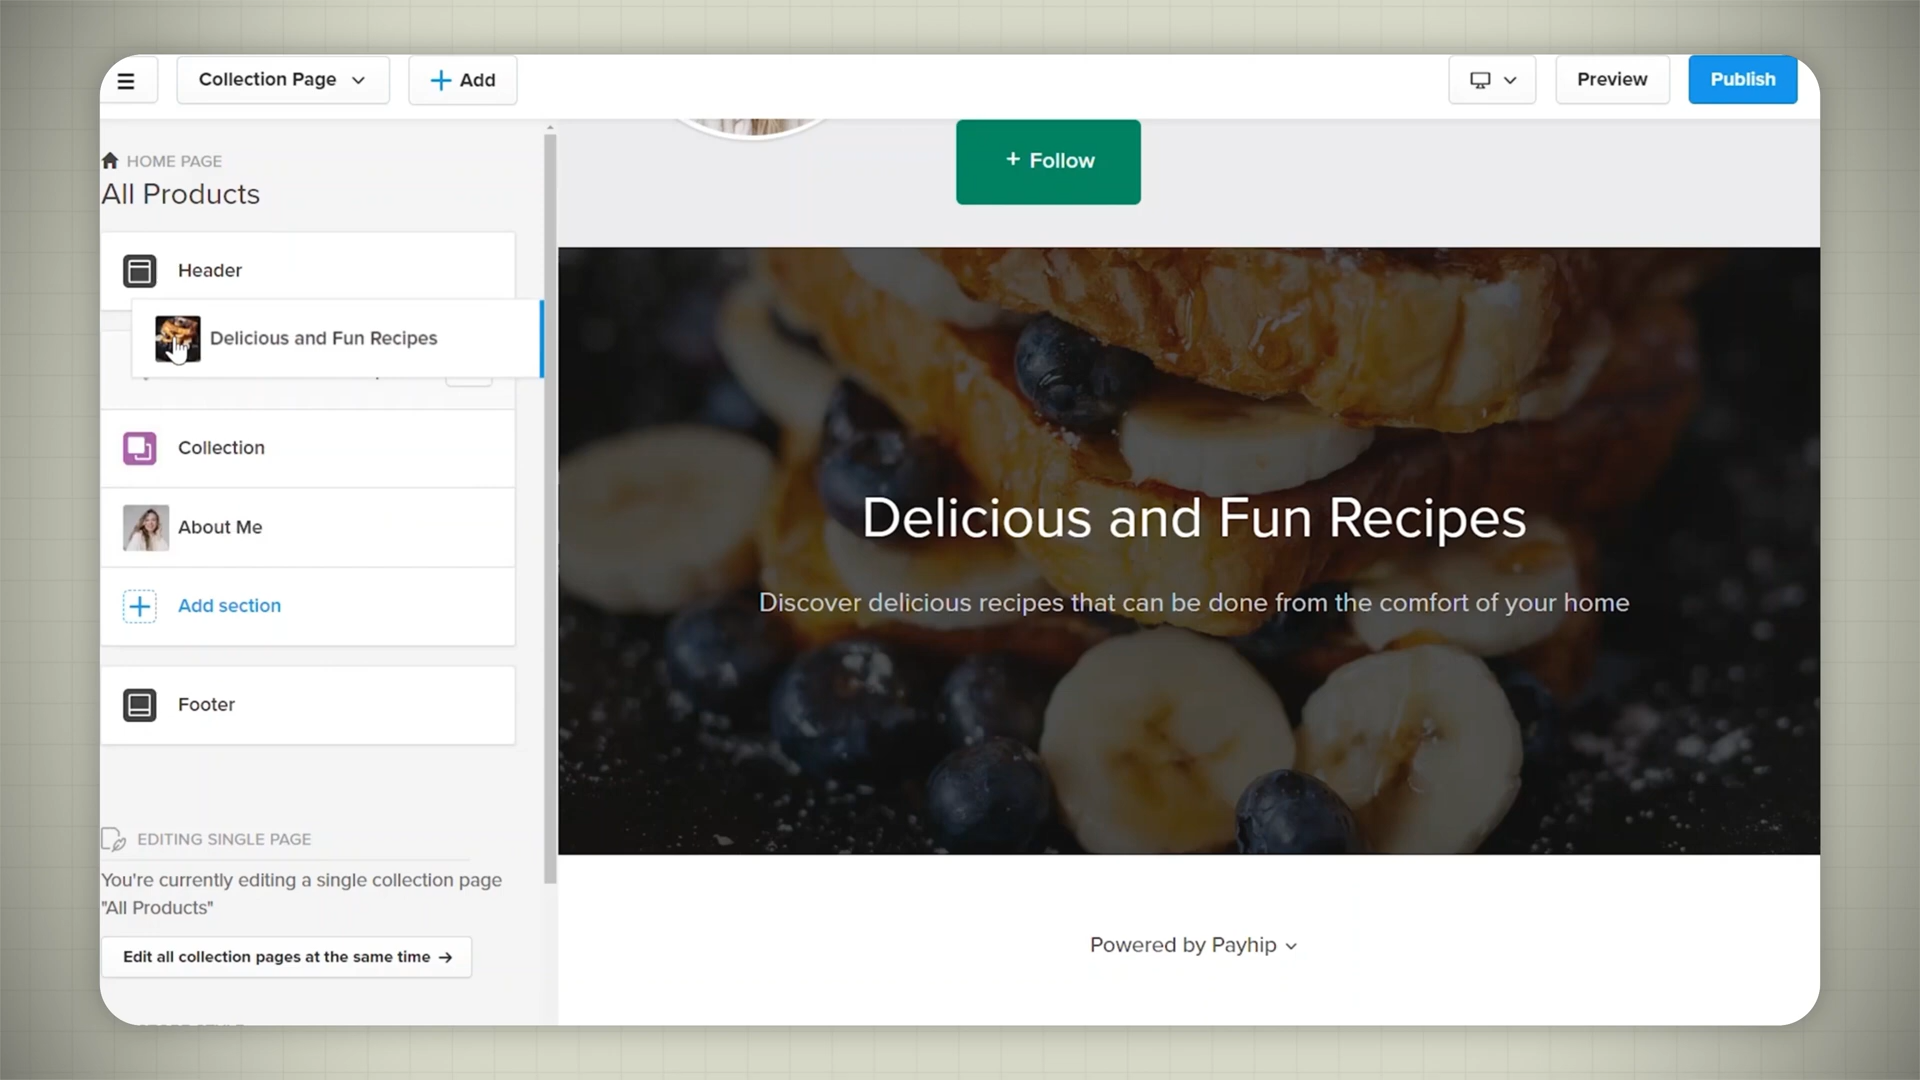 Collection Page
Add
Preview
Publish
HOME PAGE
All Products
+ Follow
Header
Delicious and Fun Recipes
Collection
About Me
Add section
Footer
EDITING SINGLE PAGE
You're currently editing a single collection page
"All Products"
Edit all collection pages at the same time →
Delicious and Fun Recipes
Discover delicious recipes that can be done from the comfort of your home
Powered by Payhip